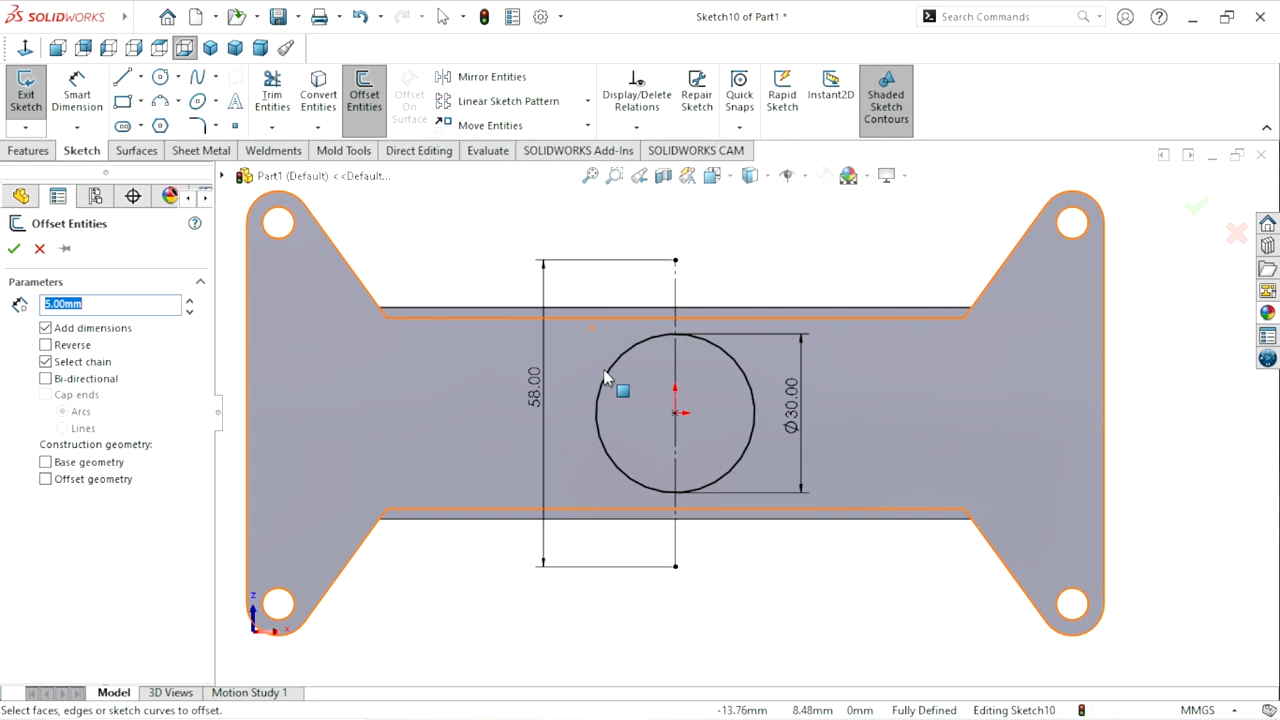 SOLIDWORKS
Sketch10 of Part1 *
Search Commands
Exit Sketch
Smart Dimension
Trim Entities
Convert Entities
Offset Entities
Offset On Surface
Mirror Entities
Linear Sketch Pattern
Move Entities
Display/Delete Relations
Repair Sketch
Quick Snaps
Rapid Sketch
Instant2D
Shaded Sketch Contours
Features Sketch Surfaces Sheet Metal Weldments Mold Tools Direct Editing Evaluate SOLIDWORKS Add-Ins SOLIDWORKS CAM
Part1 (Default) <<Default...
Offset Entities
Parameters
5.00mm
Add dimensions
Reverse
Select chain
Bi-directional
Cap ends
Arcs
Lines
Construction geometry:
Base geometry
Offset geometry
58.00
Ø30.00
z
x
Model 3D Views Motion Study 1
Select faces, edges or sketch curves to offset. -13.76mm 8.48mm 0mm Fully Defined Editing Sketch10 MMGS